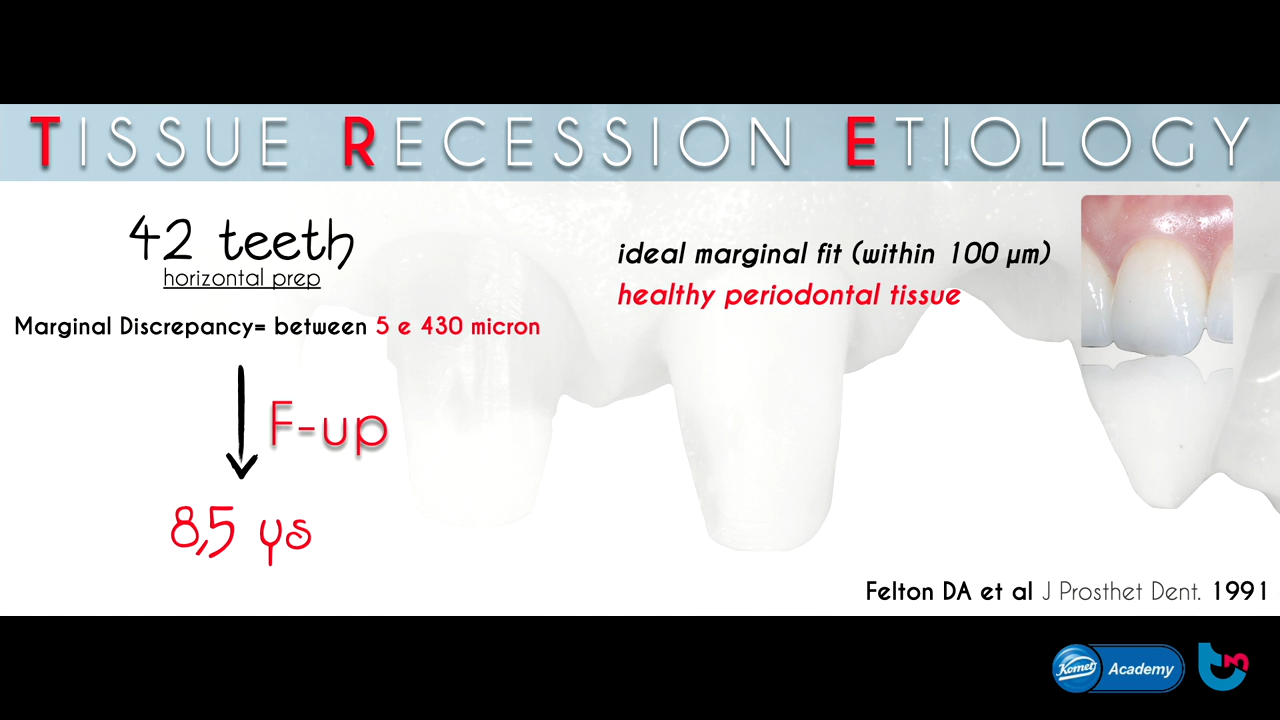 TISSUE RECESSION ETIOLOGY
42 teeth
horizontal prep
Marginal Discrepancy= between 5 e 430 micron
F-up
8,5 ys
ideal marginal fit (within 100 µm)
healthy periodontal tissue
Felton DA et al J Prosthet Dent. 1991
Komet Academy
tm